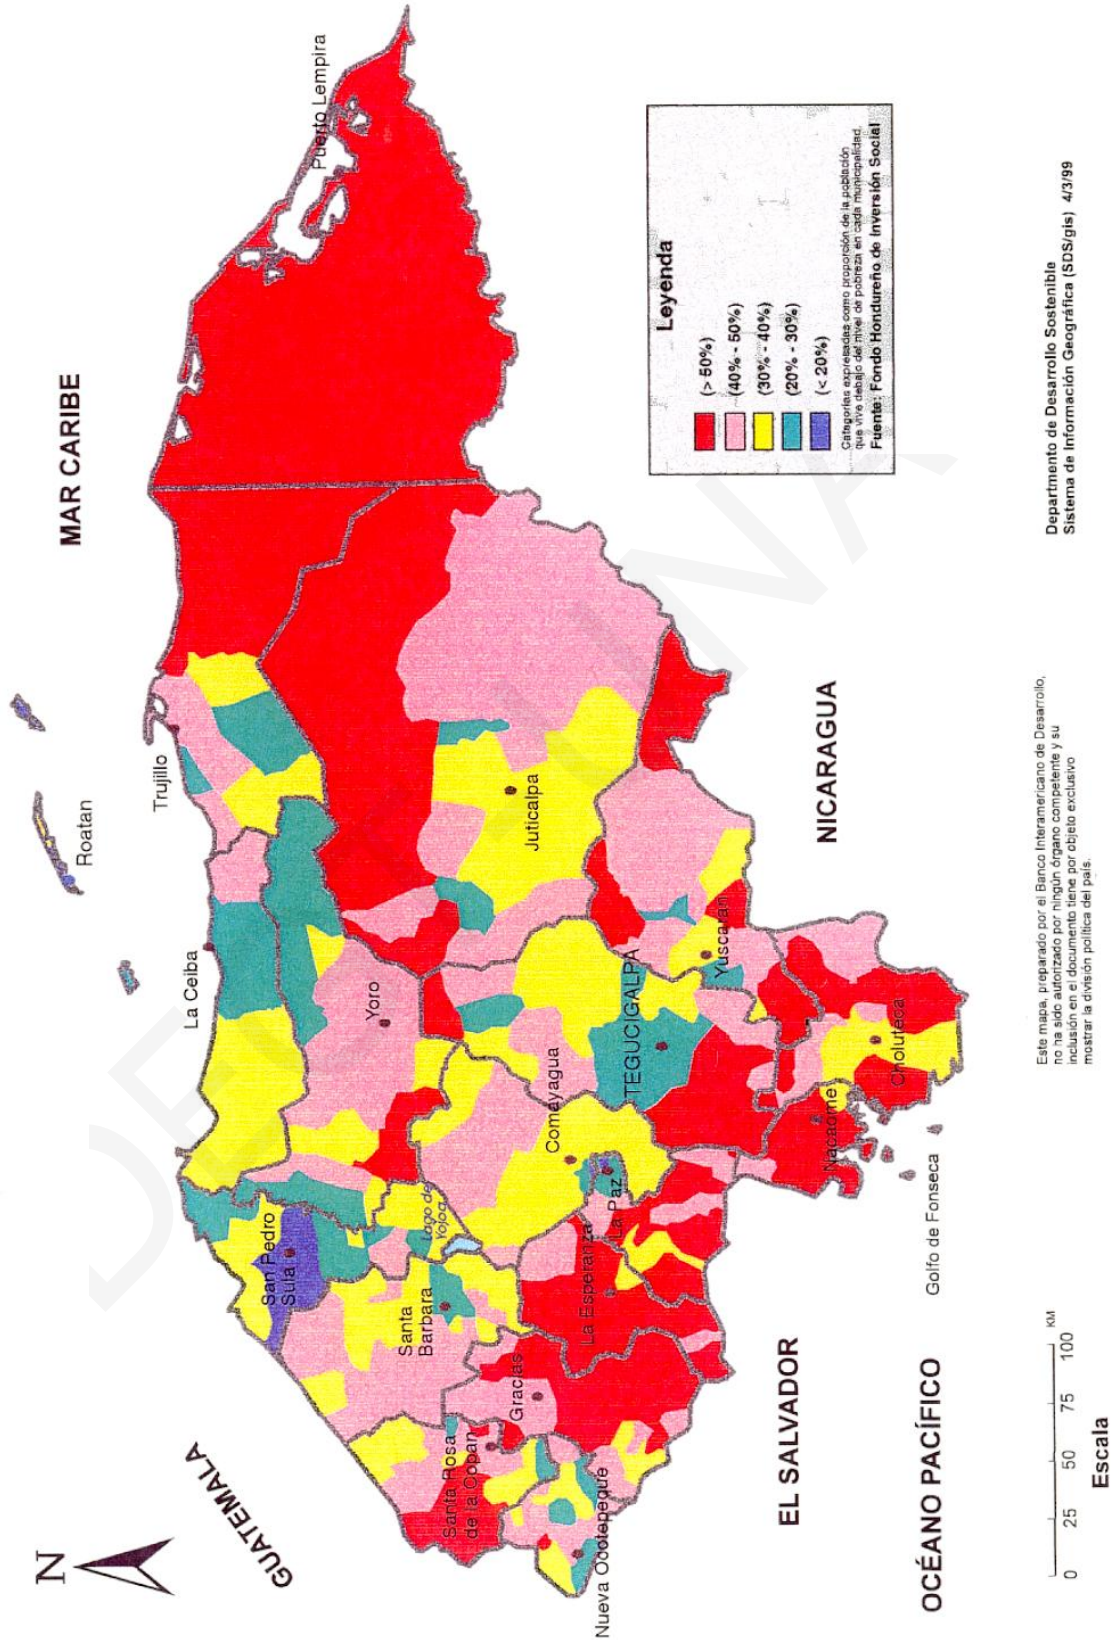 MAR CARIBE
Roatan
Puerto Lempira
Trujillo
La Ceiba
GUATEMALA
N
San Pedro
Sula
Yoro
Juticalpa
Santa
Barbara
Lago de
Yojoa
Comayagua
TEGUCIGALPA
Yuscaran
Santa Rosa
de la Copan
Gracias
La Esperanza
La Paz
Nueva Ocotepeque
Nacaome
Choluteca
Golfo de Fonseca
NICARAGUA
EL SALVADOR
OCÉANO PACÍFICO
Leyenda
(> 50%)
(40% - 50%)
(30% - 40%)
(20% - 30%)
(< 20%)
Categorías expresadas como proporción de la población
que vive debajo del nivel de pobreza en cada municipalidad.
Fuente: Fondo Hondureño de Inversión Social
0 25 50 75 100 KM
Escala
Este mapa, preparado por el Banco Interamericano de Desarrollo,
no ha sido autorizado por ningún órgano competente y su
inclusión en el documento tiene por objeto exclusivo
mostrar la división política del país.
Departmento de Desarrollo Sostenible
Sistema de Información Geográfica (SDS/gis) 4/3/99